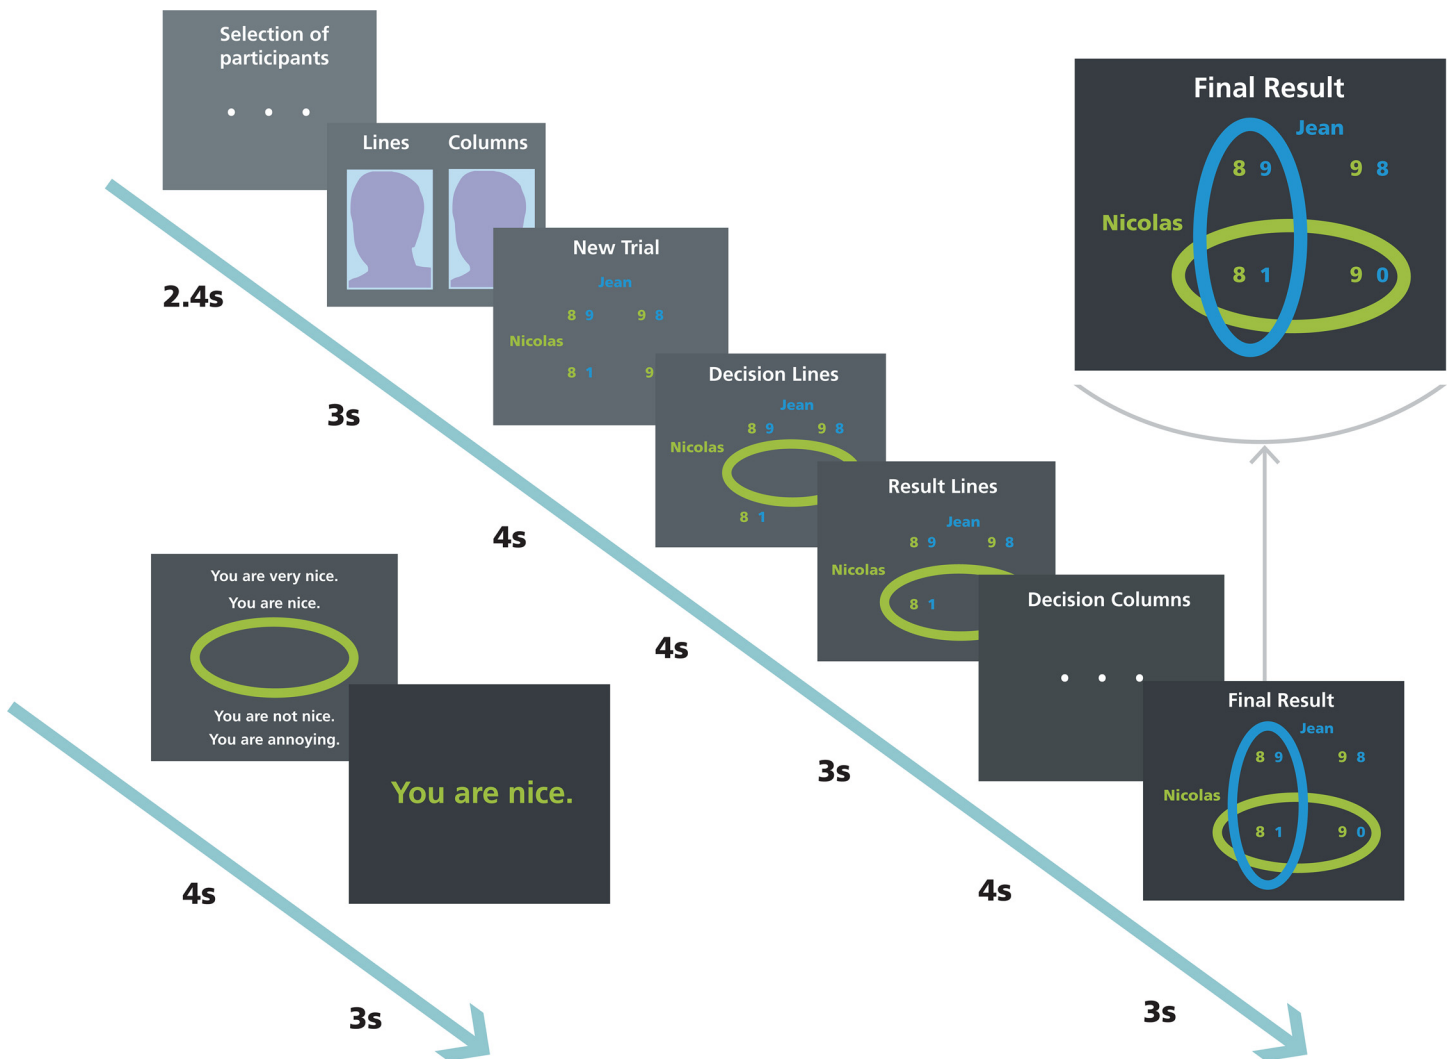 Selection of
participants
. . .
Lines Columns
New Trial
Jean
8 9 9 8
Nicolas
8 1 9
Decision Lines
Jean
8 9 9 8
Nicolas
8 1
Result Lines
Jean
8 9 9 8
Nicolas
8 1
Decision Columns
. . .
Final Result
Jean
8 9 9 8
Nicolas
8 1 9 0
2.4s
3s
4s
4s
3s
4s
3s
Final Result
Jean
8 9 9 8
Nicolas
8 1 9 0
You are very nice.
You are nice.
You are not nice.
You are annoying.
You are nice.
4s
3s